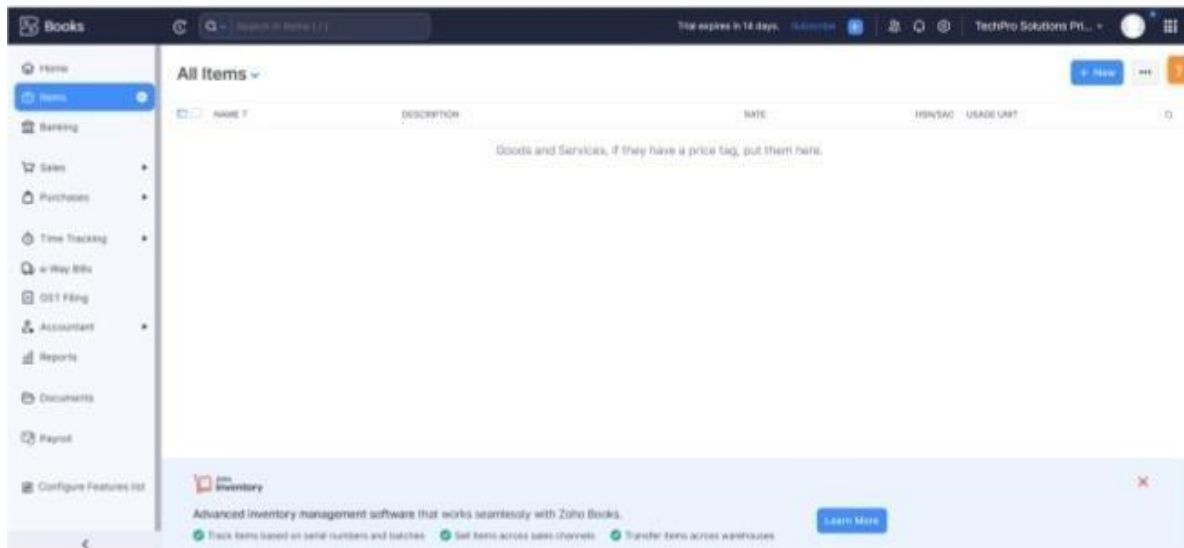 Books
Search in Items ( / )
Trial expires in 14 days.
Subscribe
TechPro Solutions Pri...
Home
Items
Banking
Sales
Purchases
Time Tracking
e-Way Bills
GST Filing
Accountant
Reports
Documents
Payroll
Configure Features list
All Items
+ New
NAME DESCRIPTION RATE HSN/SAC USAGE UNIT
Goods and Services, if they have a price tag, put them here.
Inventory
Advanced inventory management software that works seamlessly with Zoho Books.
Track items based on serial numbers and batches Sell items across sales channels Transfer items across warehouses
Learn More